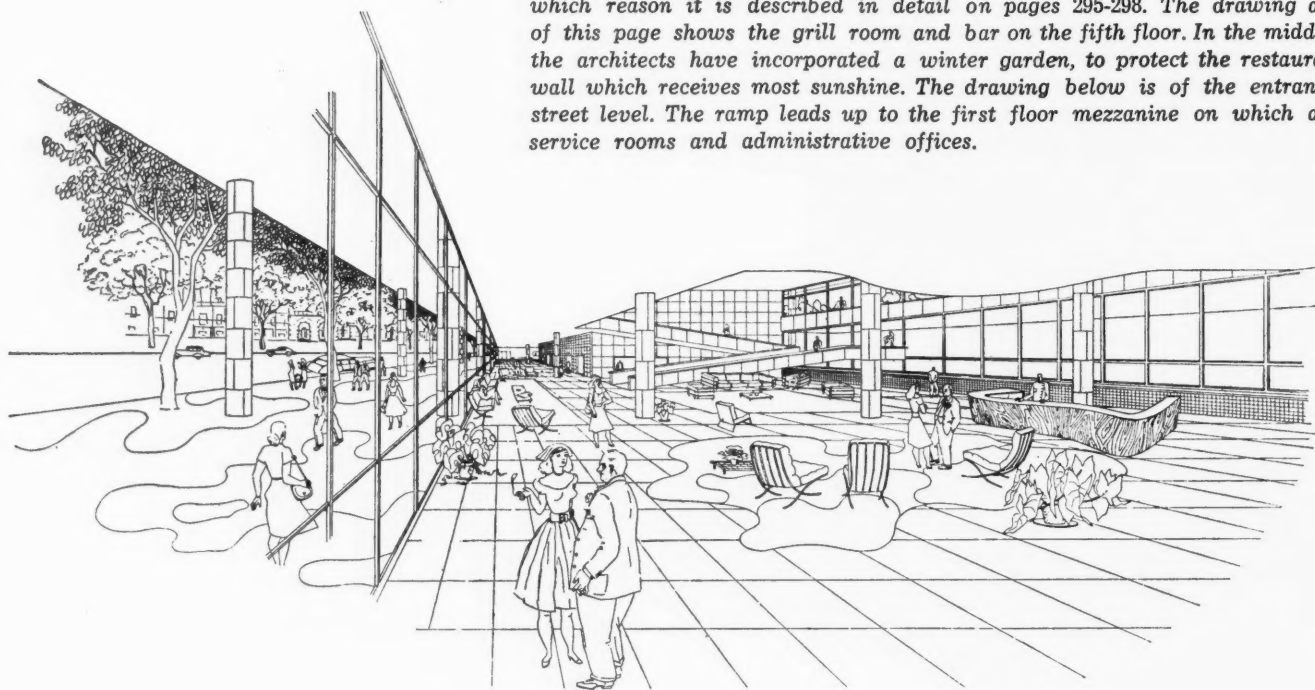 which reason it is described in detail on pages 295-298. The drawing
of this page shows the grill room and bar on the fifth floor. In the
the architects have incorporated a winter garden, to protect the
wall which receives most sunshine. The drawing below is of the
street level. The ramp leads up to the first floor mezzanine on which
service rooms and administrative offices.